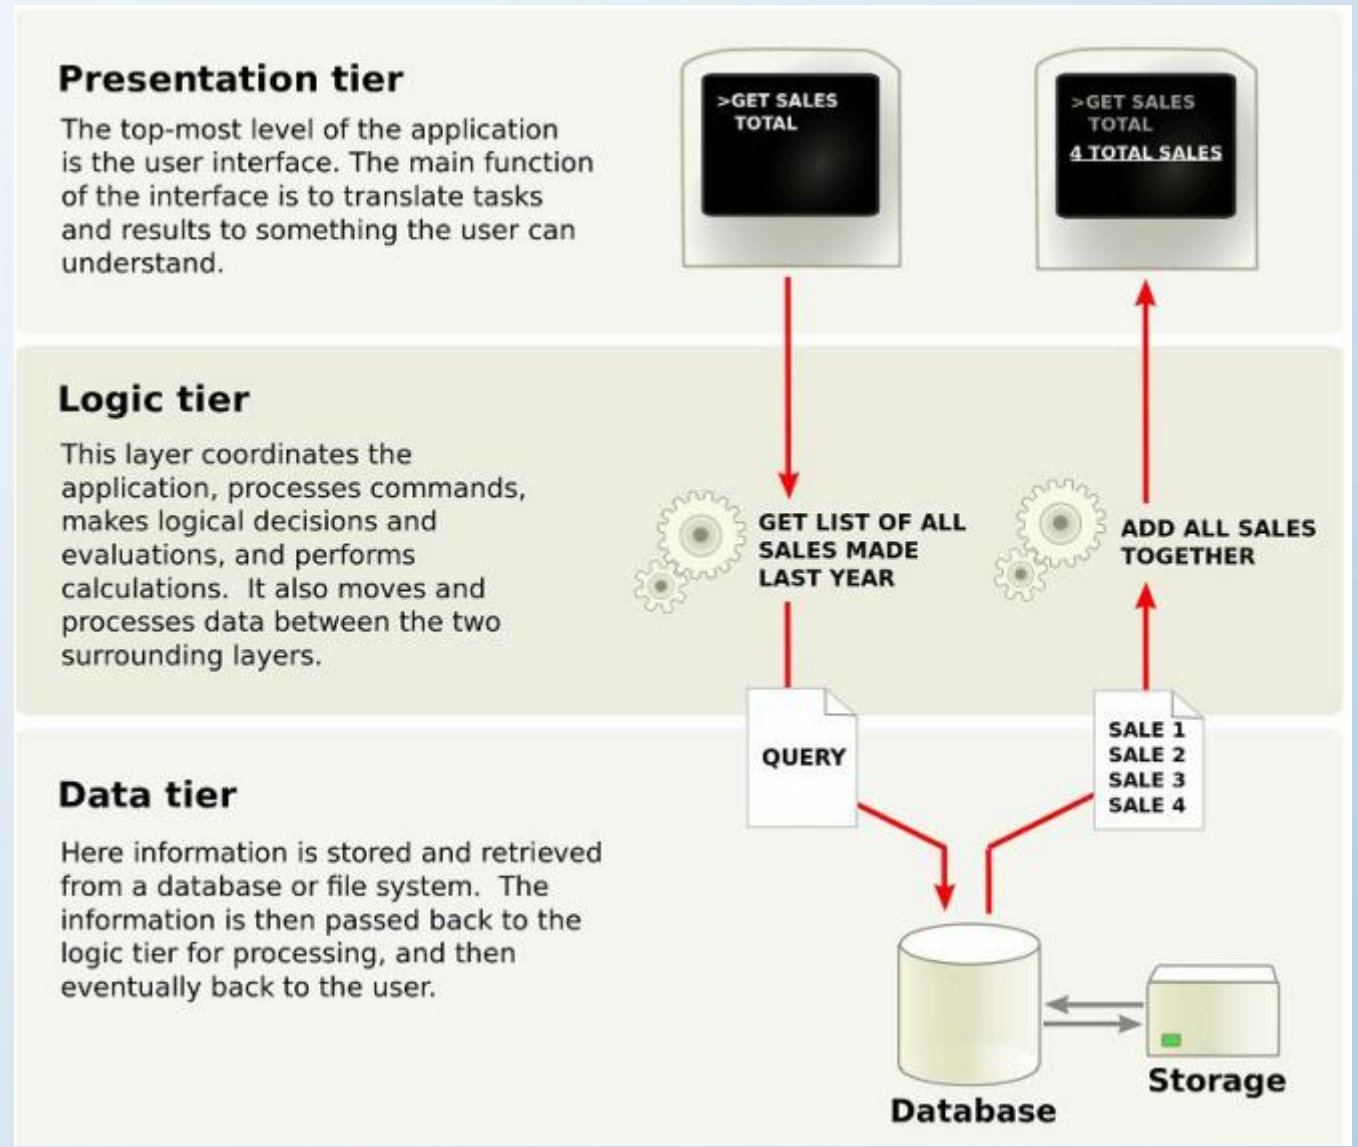 Presentation tier
The top-most level of the application
is the user interface. The main function
of the interface is to translate tasks
and results to something the user can
understand.
>GET SALES
TOTAL
>GET SALES
TOTAL
4 TOTAL SALES
Logic tier
This layer coordinates the
application, processes commands,
makes logical decisions and
evaluations, and performs
calculations.  It also moves and
processes data between the two
surrounding layers.
GET LIST OF ALL
SALES MADE
LAST YEAR
ADD ALL SALES
TOGETHER
QUERY
SALE 1
SALE 2
SALE 3
SALE 4
Data tier
Here information is stored and retrieved
from a database or file system.  The
information is then passed back to the
logic tier for processing, and then
eventually back to the user.
Database
Storage